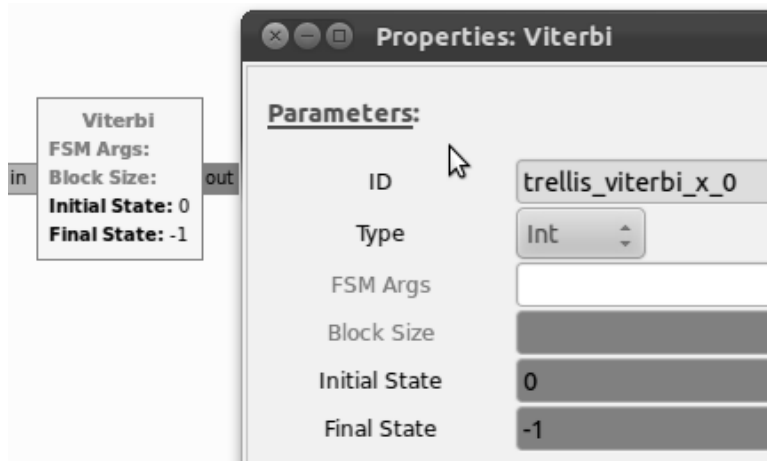 Properties: Viterbi
Viterbi
FSM Args:
Block Size:
Initial State: 0
Final State: -1
in
out
Parameters:
ID
trellis_viterbi_x_0
Type
Int
FSM Args
Block Size
Initial State
0
Final State
-1